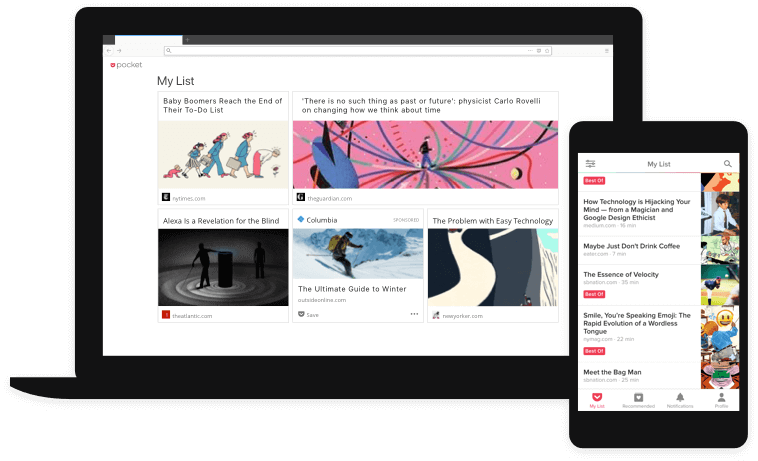 pocket
My List
Baby Boomers Reach the End of
Their To-Do List
nytimes.com
'There is no such thing as past or future': physicist Carlo Rovelli
on changing how we think about time
theguardian.com
Alexa Is a Revelation for the Blind
theatlantic.com
Columbia
SPONSORED
The Ultimate Guide to Winter
outsideonline.com
Save
The Problem with Easy Technology
newyorker.com
My List
Best Of
How Technology is Hijacking Your
Mind — from a Magician and
Google Design Ethicist
medium.com · 16 min
Maybe Just Don't Drink Coffee
eater.com · 7 min
The Essence of Velocity
donation.com · 35 min
Best Of
Smile, You're Speaking Emoji: The
Rapid Evolution of a Wordless
Tongue
nymag.com · 22 min
Best Of
Meet the Bag Man
donation.com · 25 min
My List
Recommended
Notifications
Profile